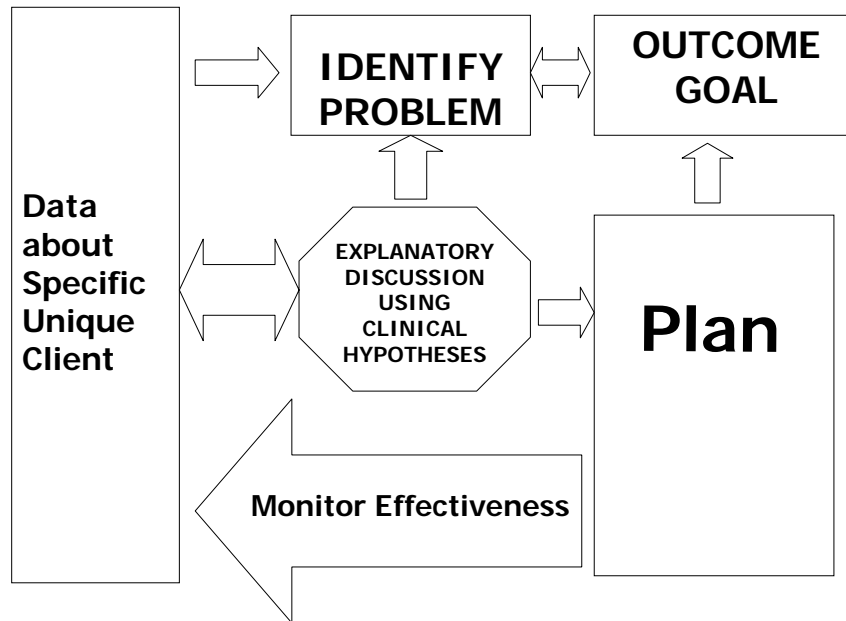 IDENTIFY
PROBLEM
OUTCOME
GOAL
Data
about
Specific
Unique
Client
EXPLANATORY
DISCUSSION
USING
CLINICAL
HYPOTHESES
Plan
Monitor Effectiveness